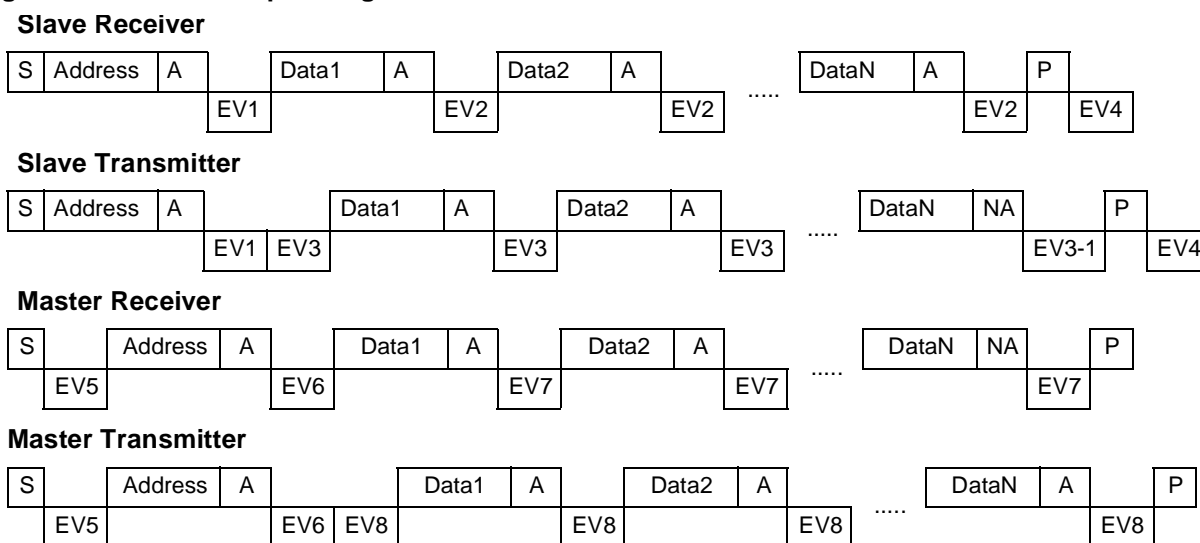 Slave Receiver
S Address A Data1 A Data2 A ..... DataN A P
EV1 EV2 EV2 EV2 EV4
Slave Transmitter
S Address A Data1 A Data2 A ..... DataN NA P
EV1 EV3 EV3 EV3 EV3-1 EV4
Master Receiver
S Address A Data1 A Data2 A ..... DataN NA P
EV5 EV6 EV7 EV7 EV7
Master Transmitter
S Address A Data1 A Data2 A ..... DataN A P
EV5 EV6 EV8 EV8 EV8 EV8